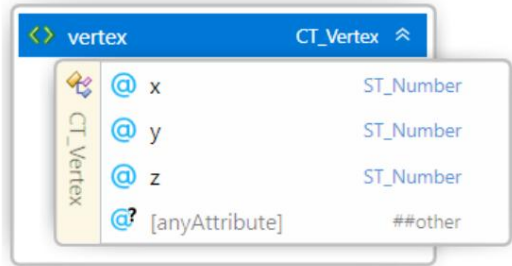 <> vertex CT_Vertex
CT_Vertex
@ x ST_Number
@ y ST_Number
@ z ST_Number
@? [anyAttribute] ##other